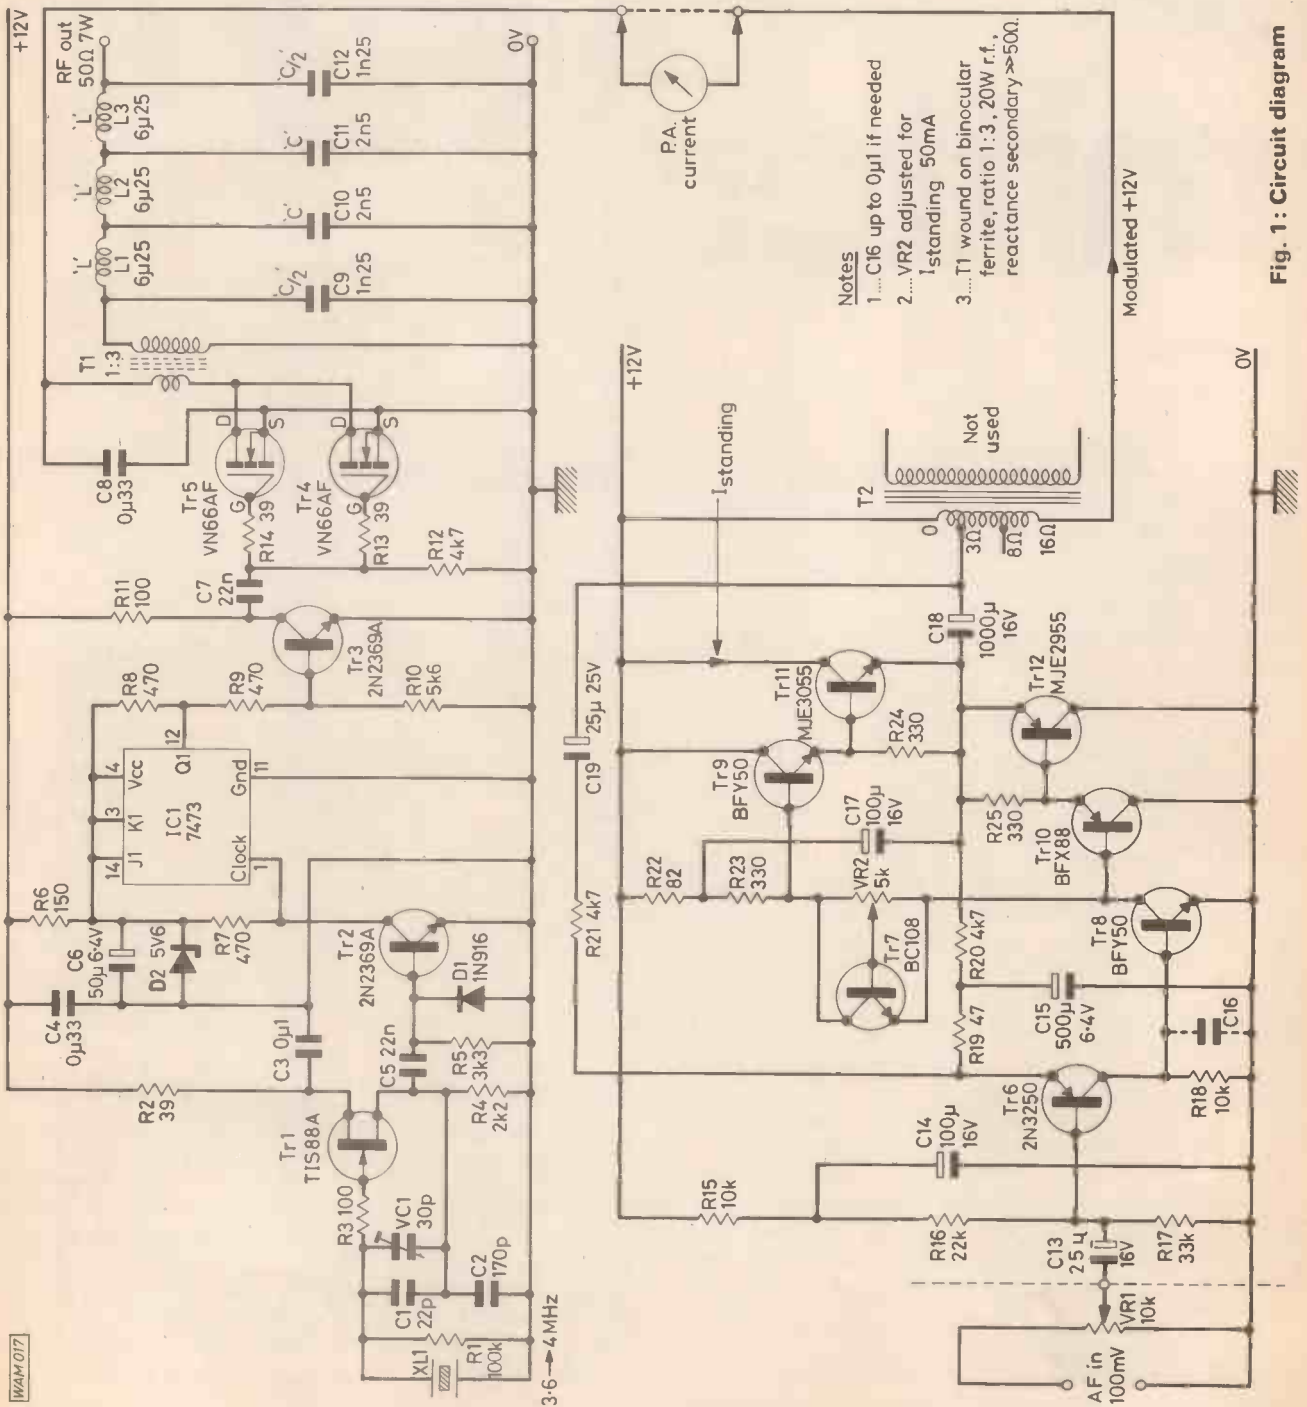 WAM 017
+12V
RF out
50Ω 7W
0V
'L'
L1
6μ25
'L'
L2
6μ25
'L'
L3
6μ25
'C/2'
C9
1n25
'C'
C10
2n5
'C'
C11
2n5
'C/2'
C12
1n25
T1
1:3
C8
0μ33
Tr5
VN66AF
D
S
G
R14 39
Tr4
VN66AF
D
S
G
R13 39
R12
4k7
C7
22n
R11
100
Tr3
2N2369A
R8
470
R9
470
R10
5k6
14
3
4
J1
K1
Vcc
IC1
7473
Q1
12
Clock
Gnd
1
11
R6
150
C6
50μ 6·4V
D2 5V6
R7
470
C4
0μ33
C3 0μ1
Tr2
2N2369A
D1
1N916
C5 22n
R5
3k3
R4
2k2
R2
39
Tr1
TIS88A
R3 100
VC1
30p
C1
22p
C2
170p
XL1
R1
100k
3·6→4MHz
P.A.
current
Notes
1....C16 up to 0μ1 if needed
2....VR2 adjusted for
Istanding 50mA
3....T1 wound on binocular
ferrite, ratio 1:3, 20W r.f.,
reactance secondary ≫50Ω.
Modulated +12V
+12V
Istanding
T2
Not
used
0
3Ω
8Ω
16Ω
0V
C18
1000μ
16V
C19
25μ 25V
Tr11
MJE3055
R24
330
Tr12
MJE2955
Tr9
BFY50
C17
100μ
16V
R25
330
Tr10
BFX88
R21 4k7
R22
82
R23
330
VR2
5k
Tr7
BC108
R20 4k7
Tr8
BFY50
R19 47
C15
500μ
6·4V
C16
Tr6
2N3250
R18
10k
C14
100μ
16V
R15
10k
R16
22k
C13
25μ
16V
R17
33k
VR1
10k
AF in
100mV
Fig. 1 : Circuit diagram